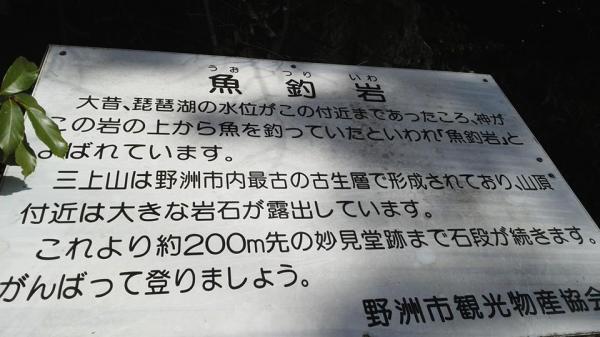 うお つり いわ
魚釣岩
大昔、琵琶湖の水位がこの付近まであったころ、神が
この岩の上から魚を釣っていたといわれ「魚釣岩」と
よばれています。
三上山は野洲市内最古の古生層で形成されており、山頂
付近は大きな岩石が露出しています。
これより約200m先の妙見堂跡まで石段が続きます。
がんばって登りましょう。
野洲市観光物産協会